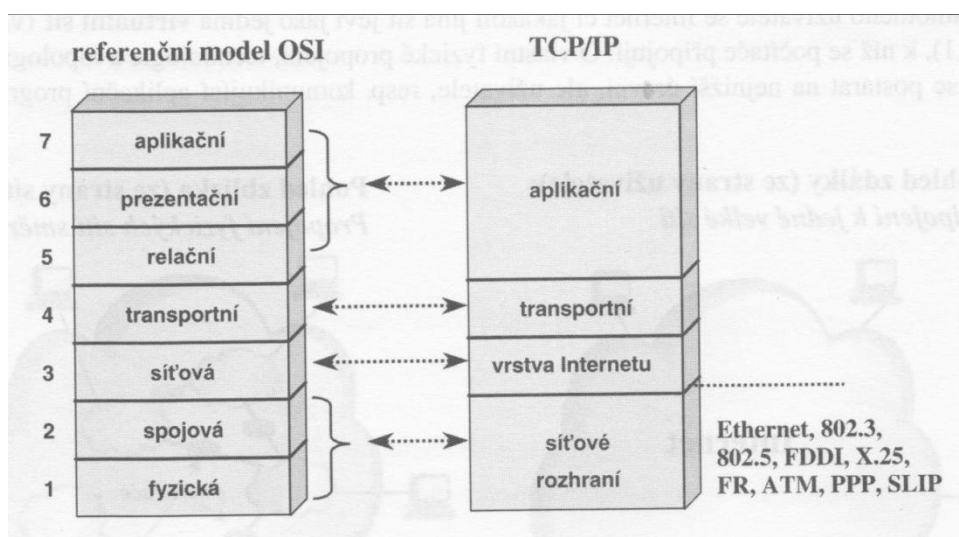 referenční model OSI
TCP/IP
7 aplikační
6 prezentační
5 relační
4 transportní
3 síťová
2 spojová
1 fyzická
aplikační
transportní
vrstva Internetu
síťové
rozhraní
Ethernet, 802.3,
802.5, FDDI, X.25,
FR, ATM, PPP, SLIP